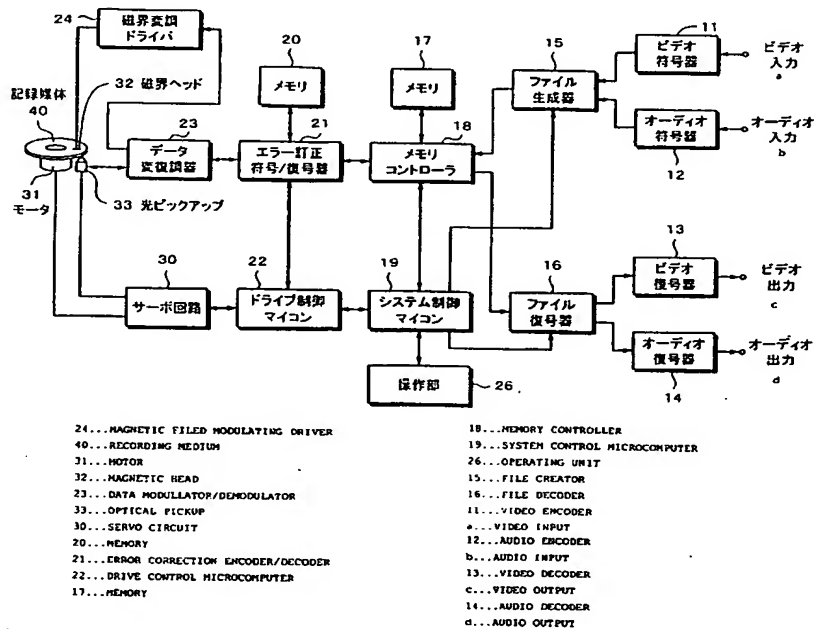 24
磁界変調
ドライバ
32 磁界ヘッド
記録媒体
40
31
モータ
33 光ピックアップ
23
データ
変復調器
20
メモリ
21
エラー訂正
符号/復号器
17
メモリ
18
メモリ
コントローラ
15
ファイル
生成器
11
ビデオ
符号器
ビデオ
入力
a
オーディオ
符号器
12
オーディオ
入力
b
30
サーボ回路
22
ドライブ制御
マイコン
19
システム制御
マイコン
操作部
26
16
ファイル
復号器
13
ビデオ
復号器
ビデオ
出力
c
オーディオ
復号器
14
オーディオ
出力
d
24...MAGNETIC FILED MODULATING DRIVER
40...RECORDING MEDIUM
31...MOTOR
32...MAGNETIC HEAD
23...DATA MODULLATOR/DEMODULATOR
33...OPTICAL PICKUP
30...SERVO CIRCUIT
20...MEMORY
21...ERROR CORRECTION ENCODER/DECODER
22...DRIVE CONTROL MICROCOMPUTER
17...MEMORY
18...MEMORY CONTROLLER
19...SYSTEM CONTROL MICROCOMPUTER
26...OPERATING UNIT
15...FILE CREATOR
16...FILE DECODER
11...VIDEO ENCODER
a...VIDEO INPUT
12...AUDIO ENCODER
b...AUDIO INPUT
13...VIDEO DECODER
c...VIDEO OUTPUT
14...AUDIO DECODER
d...AUDIO OUTPUT